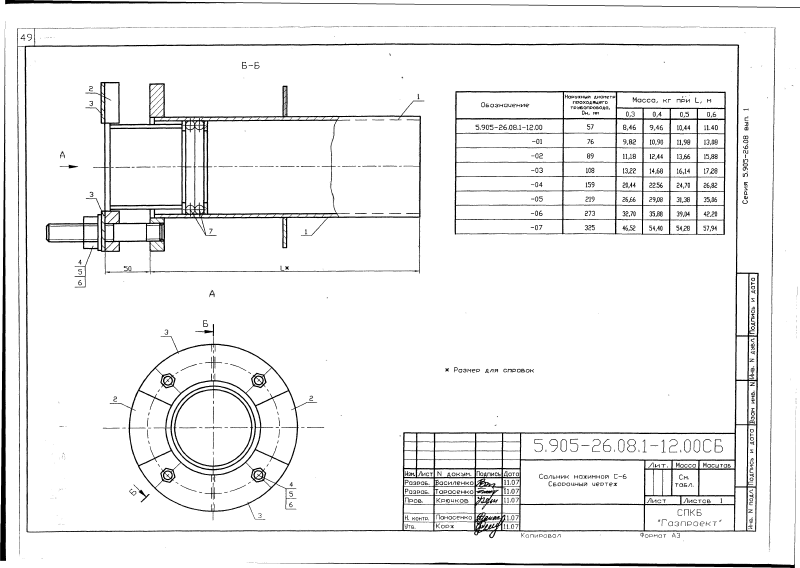 49
Б-Б
2
3
1
А
3
7
1
4
5
6
50
L*
Обозначение
Наружный диаметр проходящего трубопровода, Dн, мм
Масса, кг при L, м
0,3 0,4 0,5 0,6
5.905-26.08.1-12.00 57 8,46 9,46 10,44 11.40
-01 76 9,82 10,90 11,98 13,08
-02 89 11,18 12,44 13,66 15,88
-03 108 13,22 14,68 16,14 17,28
-04 159 20,44 22,56 24,70 26,82
-05 219 26,66 29,08 31,38 35,06
-06 273 32,70 35,88 39,04 42,20
-07 325 46,52 54,40 54,28 57,94
Серия 5.905-26.08 вып. 1
А
Б
3
2
2
4
5
6
Б
3
* Размер для справок
Подпись и дата
Инв. N дубл.
Взам инв. N
Подпись и дата
Инв. N подл.
5.905-26.08.1-12.00СБ
Изм. Лист N докум. Подпись Дата
Разраб. Василенко 11.07
Разраб. Тарасенко 11.07
Пров. Крючков 11.07
Н. контр. Панасенко 11.07
Утв. Корж 11.07
Сальник нажимной С-6
Сборочный чертеж
Лит. Масса Масштаб
См. табл.
Лист Листов 1
СПКБ
"Газпроект"
Копировал Формат А3